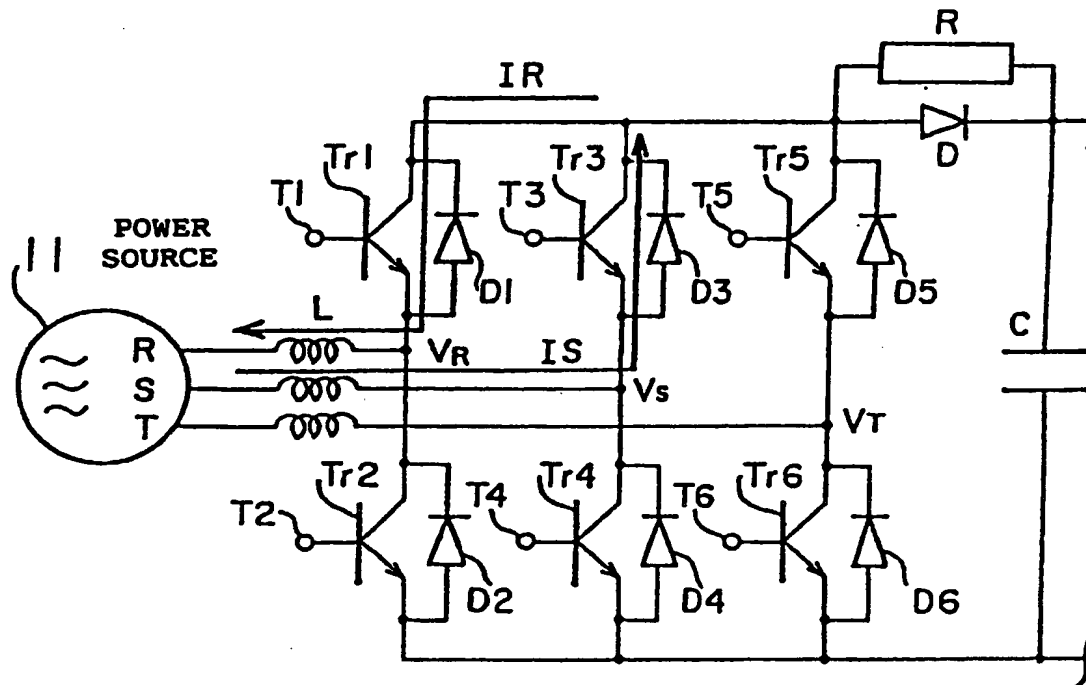 R
IR
D
Tr1
Tr3
Tr5
T1
T3
T5
POWER
SOURCE
11
D1
D3
D5
L
C
R
VR
IS
S
Vs
T
VT
Tr2
Tr4
Tr6
T2
T4
T6
D2
D4
D6